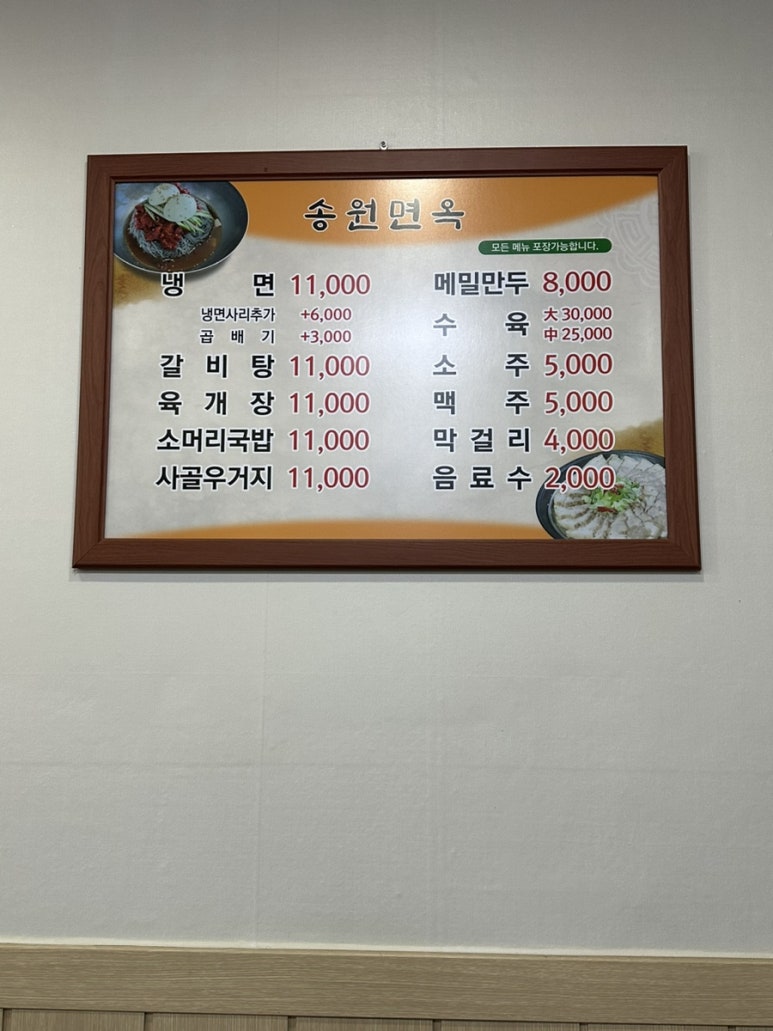 송원면옥
모든 메뉴 포장가능합니다.
냉 면 11,000
냉면사리추가 +6,000
곱 배 기 +3,000
갈 비 탕 11,000
육 개 장 11,000
소머리국밥 11,000
사골우거지 11,000
메밀만두 8,000
수 육 大 30,000
中 25,000
소 주 5,000
맥 주 5,000
막 걸 리 4,000
음 료 수 2,000